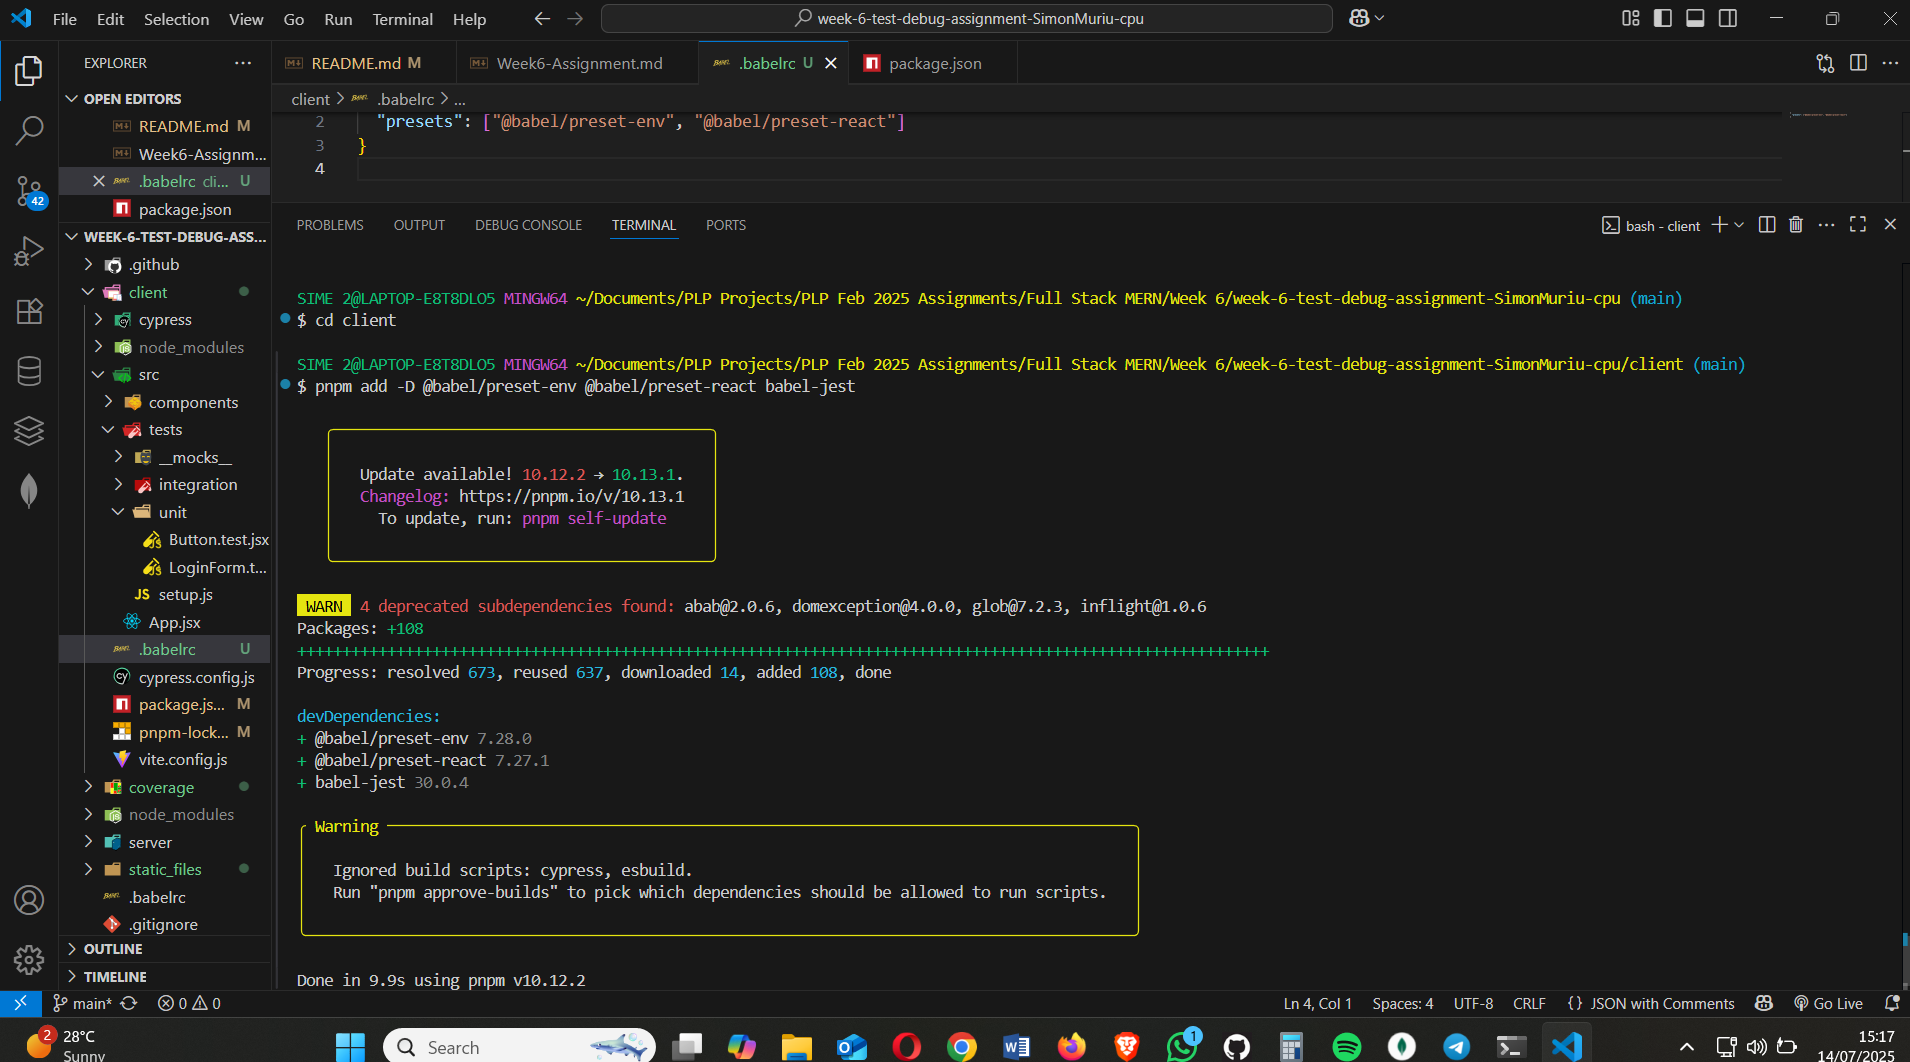 File Edit Selection View Go Run Terminal Help
week-6-test-debug-assignment-SimonMuriu-cpu
EXPLORER
OPEN EDITORS
README.md M
Week6-Assignm...
.babelrc cli... U
package.json
WEEK-6-TEST-DEBUG-ASS...
.github
client
cypress
node_modules
src
components
tests
__mocks__
integration
unit
Button.test.jsx
LoginForm.t...
setup.js
App.jsx
.babelrc U
cypress.config.js
package.js... M
pnpm-lock... M
vite.config.js
coverage
node_modules
server
static_files
.babelrc
.gitignore
OUTLINE
TIMELINE
42
README.md M
Week6-Assignment.md
.babelrc U
package.json
client > .babelrc > ...
2 "presets": ["@babel/preset-env", "@babel/preset-react"]
3 }
4
PROBLEMS OUTPUT DEBUG CONSOLE TERMINAL PORTS
bash - client
SIME 2@LAPTOP-E8T8DLO5 MINGW64 ~/Documents/PLP Projects/PLP Feb 2025 Assignments/Full Stack MERN/Week 6/week-6-test-debug-assignment-SimonMuriu-cpu (main)
$ cd client
SIME 2@LAPTOP-E8T8DLO5 MINGW64 ~/Documents/PLP Projects/PLP Feb 2025 Assignments/Full Stack MERN/Week 6/week-6-test-debug-assignment-SimonMuriu-cpu/client (main)
$ pnpm add -D @babel/preset-env @babel/preset-react babel-jest
Update available! 10.12.2 → 10.13.1.
Changelog: https://pnpm.io/v/10.13.1
To update, run: pnpm self-update
WARN 4 deprecated subdependencies found: abab@2.0.6, domexception@4.0.0, glob@7.2.3, inflight@1.0.6
Packages: +108
++++++++++++++++++++++++++++++++++++++++++++++++++++++++++++++++++++++++++++++++++++++++++++++++++++++++++++
Progress: resolved 673, reused 637, downloaded 14, added 108, done
devDependencies:
+ @babel/preset-env 7.28.0
+ @babel/preset-react 7.27.1
+ babel-jest 30.0.4
Warning
Ignored build scripts: cypress, esbuild.
Run "pnpm approve-builds" to pick which dependencies should be allowed to run scripts.
Done in 9.9s using pnpm v10.12.2
main* 0 0
Ln 4, Col 1 Spaces: 4 UTF-8 CRLF {} JSON with Comments Go Live
2
28°C
Sunny
Search
1
15:17
14/07/2025